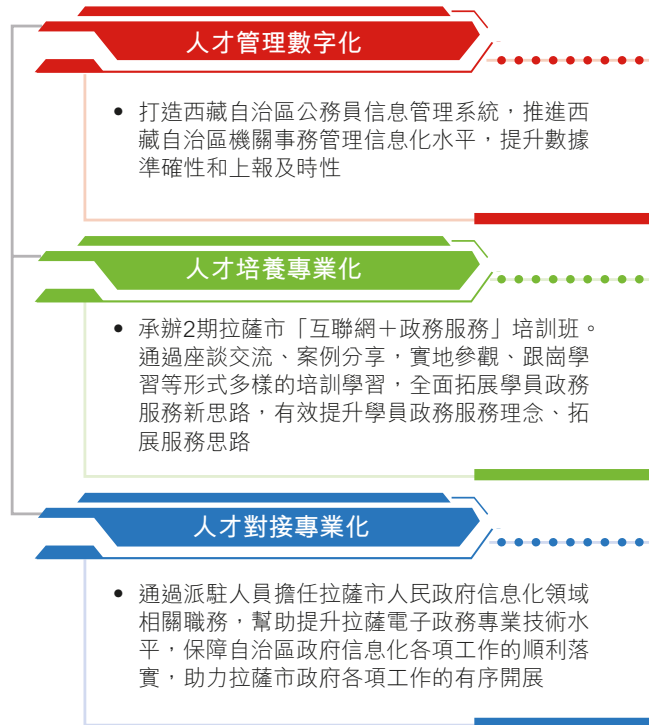 人才管理數字化
• 打造西藏自治區公務員信息管理系統，推進西
藏自治區機關事務管理信息化水平，提升數據
準確性和上報及時性
人才培養專業化
• 承辦2期拉薩市「互聯網＋政務服務」培訓班。
通過座談交流、案例分享，實地參觀、跟崗學
習等形式多樣的培訓學習，全面拓展學員政務
服務新思路，有效提升學員政務服務理念、拓
展服務思路
人才對接專業化
• 通過派駐人員擔任拉薩市人民政府信息化領域
相關職務，幫助提升拉薩電子政務專業技術水
平，保障自治區政府信息化各項工作的順利落
實，助力拉薩市政府各項工作的有序開展